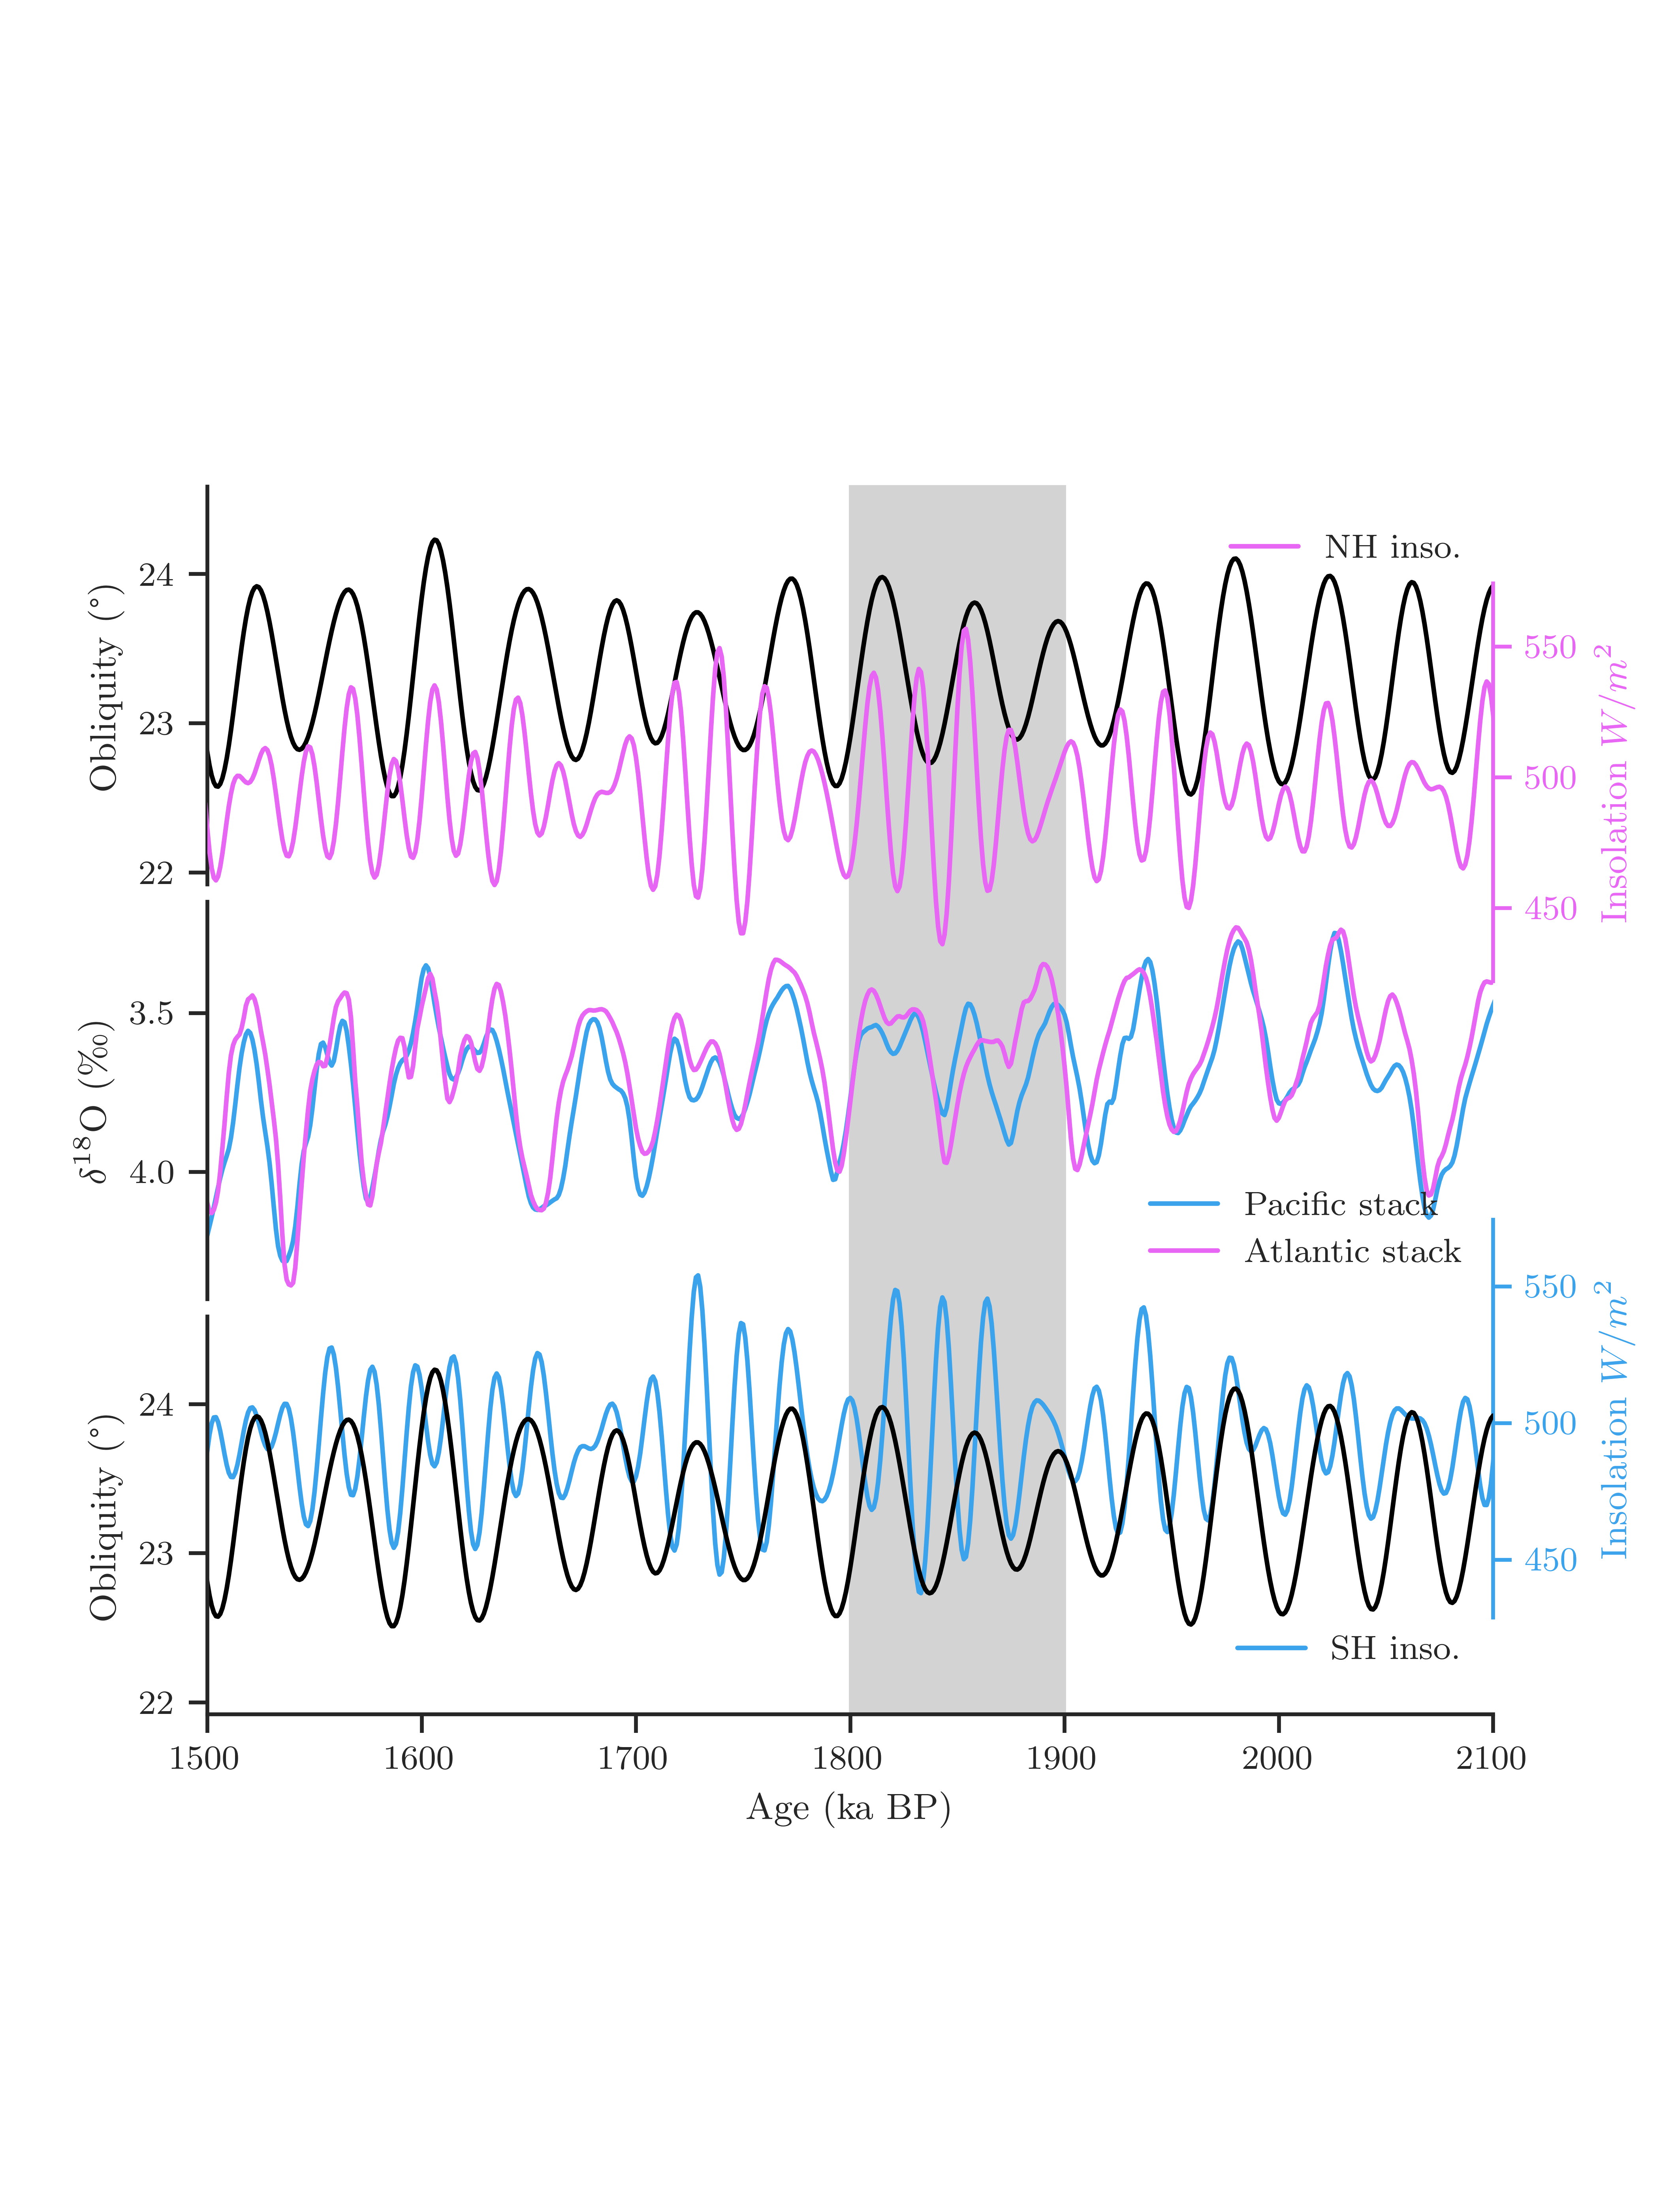 NH inso.
24
23
22
Obliquity (°)
550
500
450
Insolation W/m²
3.5
4.0
δ¹⁸O (‰)
Pacific stack
Atlantic stack
550
500
450
Insolation W/m²
24
23
22
Obliquity (°)
SH inso.
1500 1600 1700 1800 1900 2000 2100
Age (ka BP)